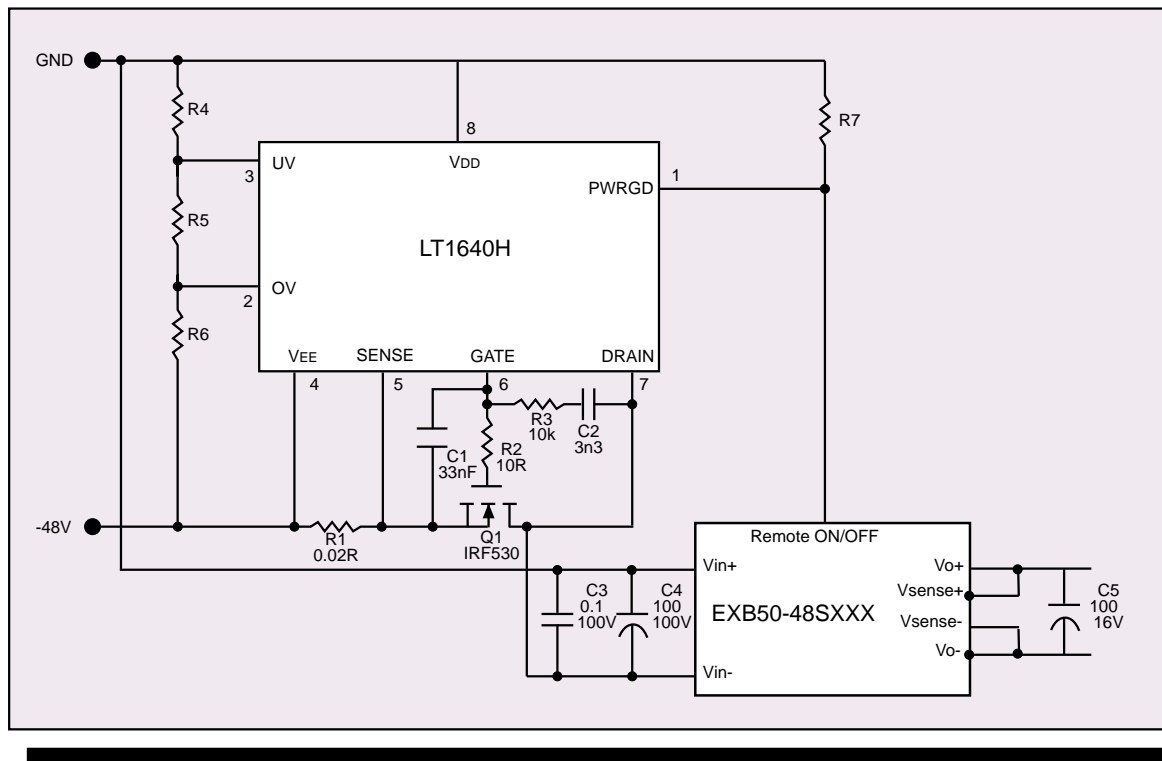 GND
R4
R7
8
VDD
UV
3
PWRGD
1
R5
LT1640H
OV
2
R6
VEE
SENSE
GATE
DRAIN
4
5
6
7
R3
10k
C2
3n3
C1
33nF
R2
10R
-48V
R1
0.02R
Q1
IRF530
Remote ON/OFF
Vin+
Vo+
C3
0.1
100V
C4
100
100V
EXB50-48SXXX
Vsense+
Vsense-
Vo-
C5
100
16V
Vin-